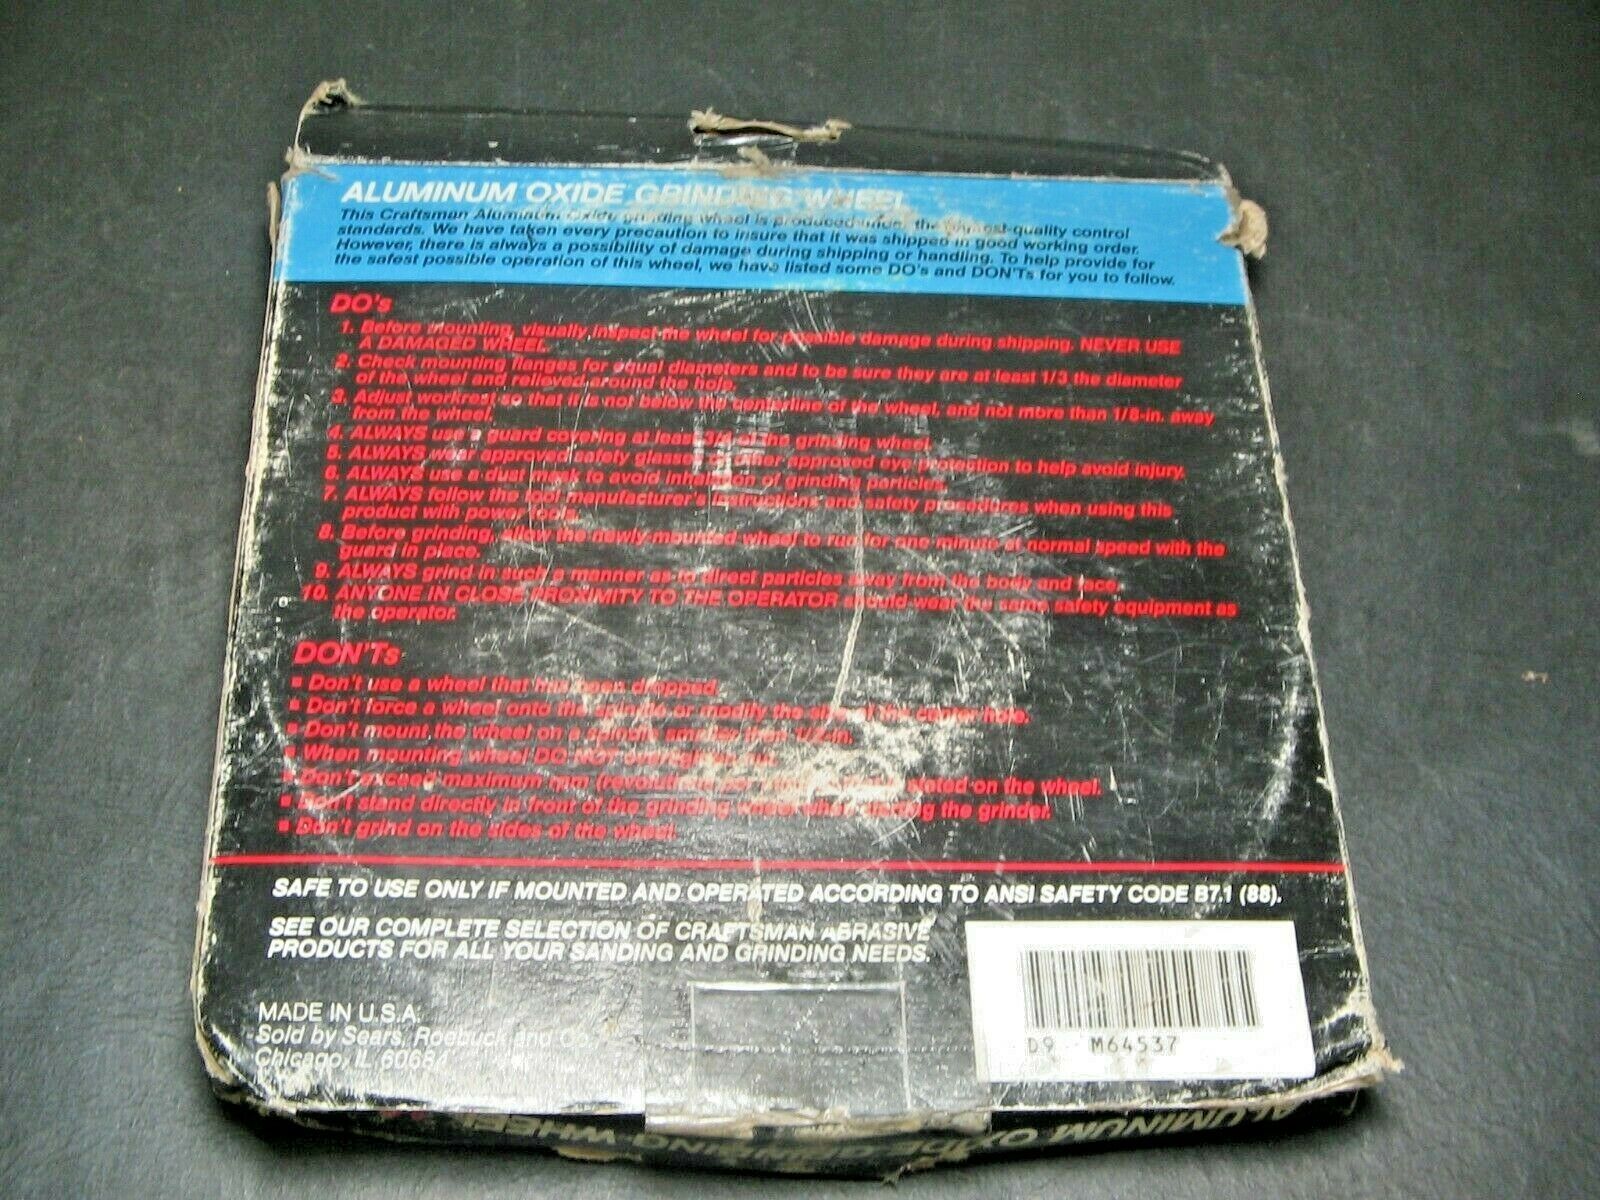 ALUMINUM OXIDE GRINDING WHEEL
This Craftsman Aluminum Oxide grinding wheel is produced under the highest-quality control
standards. We have taken every precaution to insure that it was shipped in good working order.
However, there is always a possibility of damage during shipping or handling. To help provide for
the safest possible operation of this wheel, we have listed some DO's and DON'Ts for you to follow.
DO's
1. Before mounting, visually inspect the wheel for possible damage during shipping. NEVER USE
A DAMAGED WHEEL.
2. Check mounting flanges for equal diameters and to be sure they are at least 1/3 the diameter
of the wheel and relieved around the hole.
3. Adjust workrest so that it is not below the centerline of the wheel, and not more than 1/8-in. away
from the wheel.
4. ALWAYS use a guard covering at least 3/4 of the grinding wheel.
5. ALWAYS wear approved safety glasses or other approved eye protection to help avoid injury.
6. ALWAYS use a dust mask to avoid inhalation of grinding particles.
7. ALWAYS follow the tool manufacturer's instructions and safety procedures when using this
product with power tools.
8. Before grinding, allow the newly-mounted wheel to run for one minute at normal speed with the
guard in place.
9. ALWAYS grind in such a manner as to direct particles away from the body and face.
10. ANYONE IN CLOSE PROXIMITY TO THE OPERATOR should wear the same safety equipment as
the operator.
DON'Ts
▪ Don't use a wheel that has been dropped.
▪ Don't force a wheel onto the spindle or modify the size of the center hole.
▪ Don't mount the wheel on a spindle smaller than 1/2-in.
▪ When mounting wheel DO NOT overtighten nut.
▪ Don't exceed maximum rpm (revolutions per stated on the wheel.
▪ Don't stand directly in front of the grinding wheel when starting the grinder.
▪ Don't grind on the sides of the wheel.
SAFE TO USE ONLY IF MOUNTED AND OPERATED ACCORDING TO ANSI SAFETY CODE B7.1 (88).
SEE OUR COMPLETE SELECTION OF CRAFTSMAN ABRASIVE
PRODUCTS FOR ALL YOUR SANDING AND GRINDING NEEDS.
MADE IN U.S.A.
Sold by Sears, Roebuck and Co.
Chicago, IL 60684
D9 M64537
ALUMINUM OXIDE GRINDING WHEEL